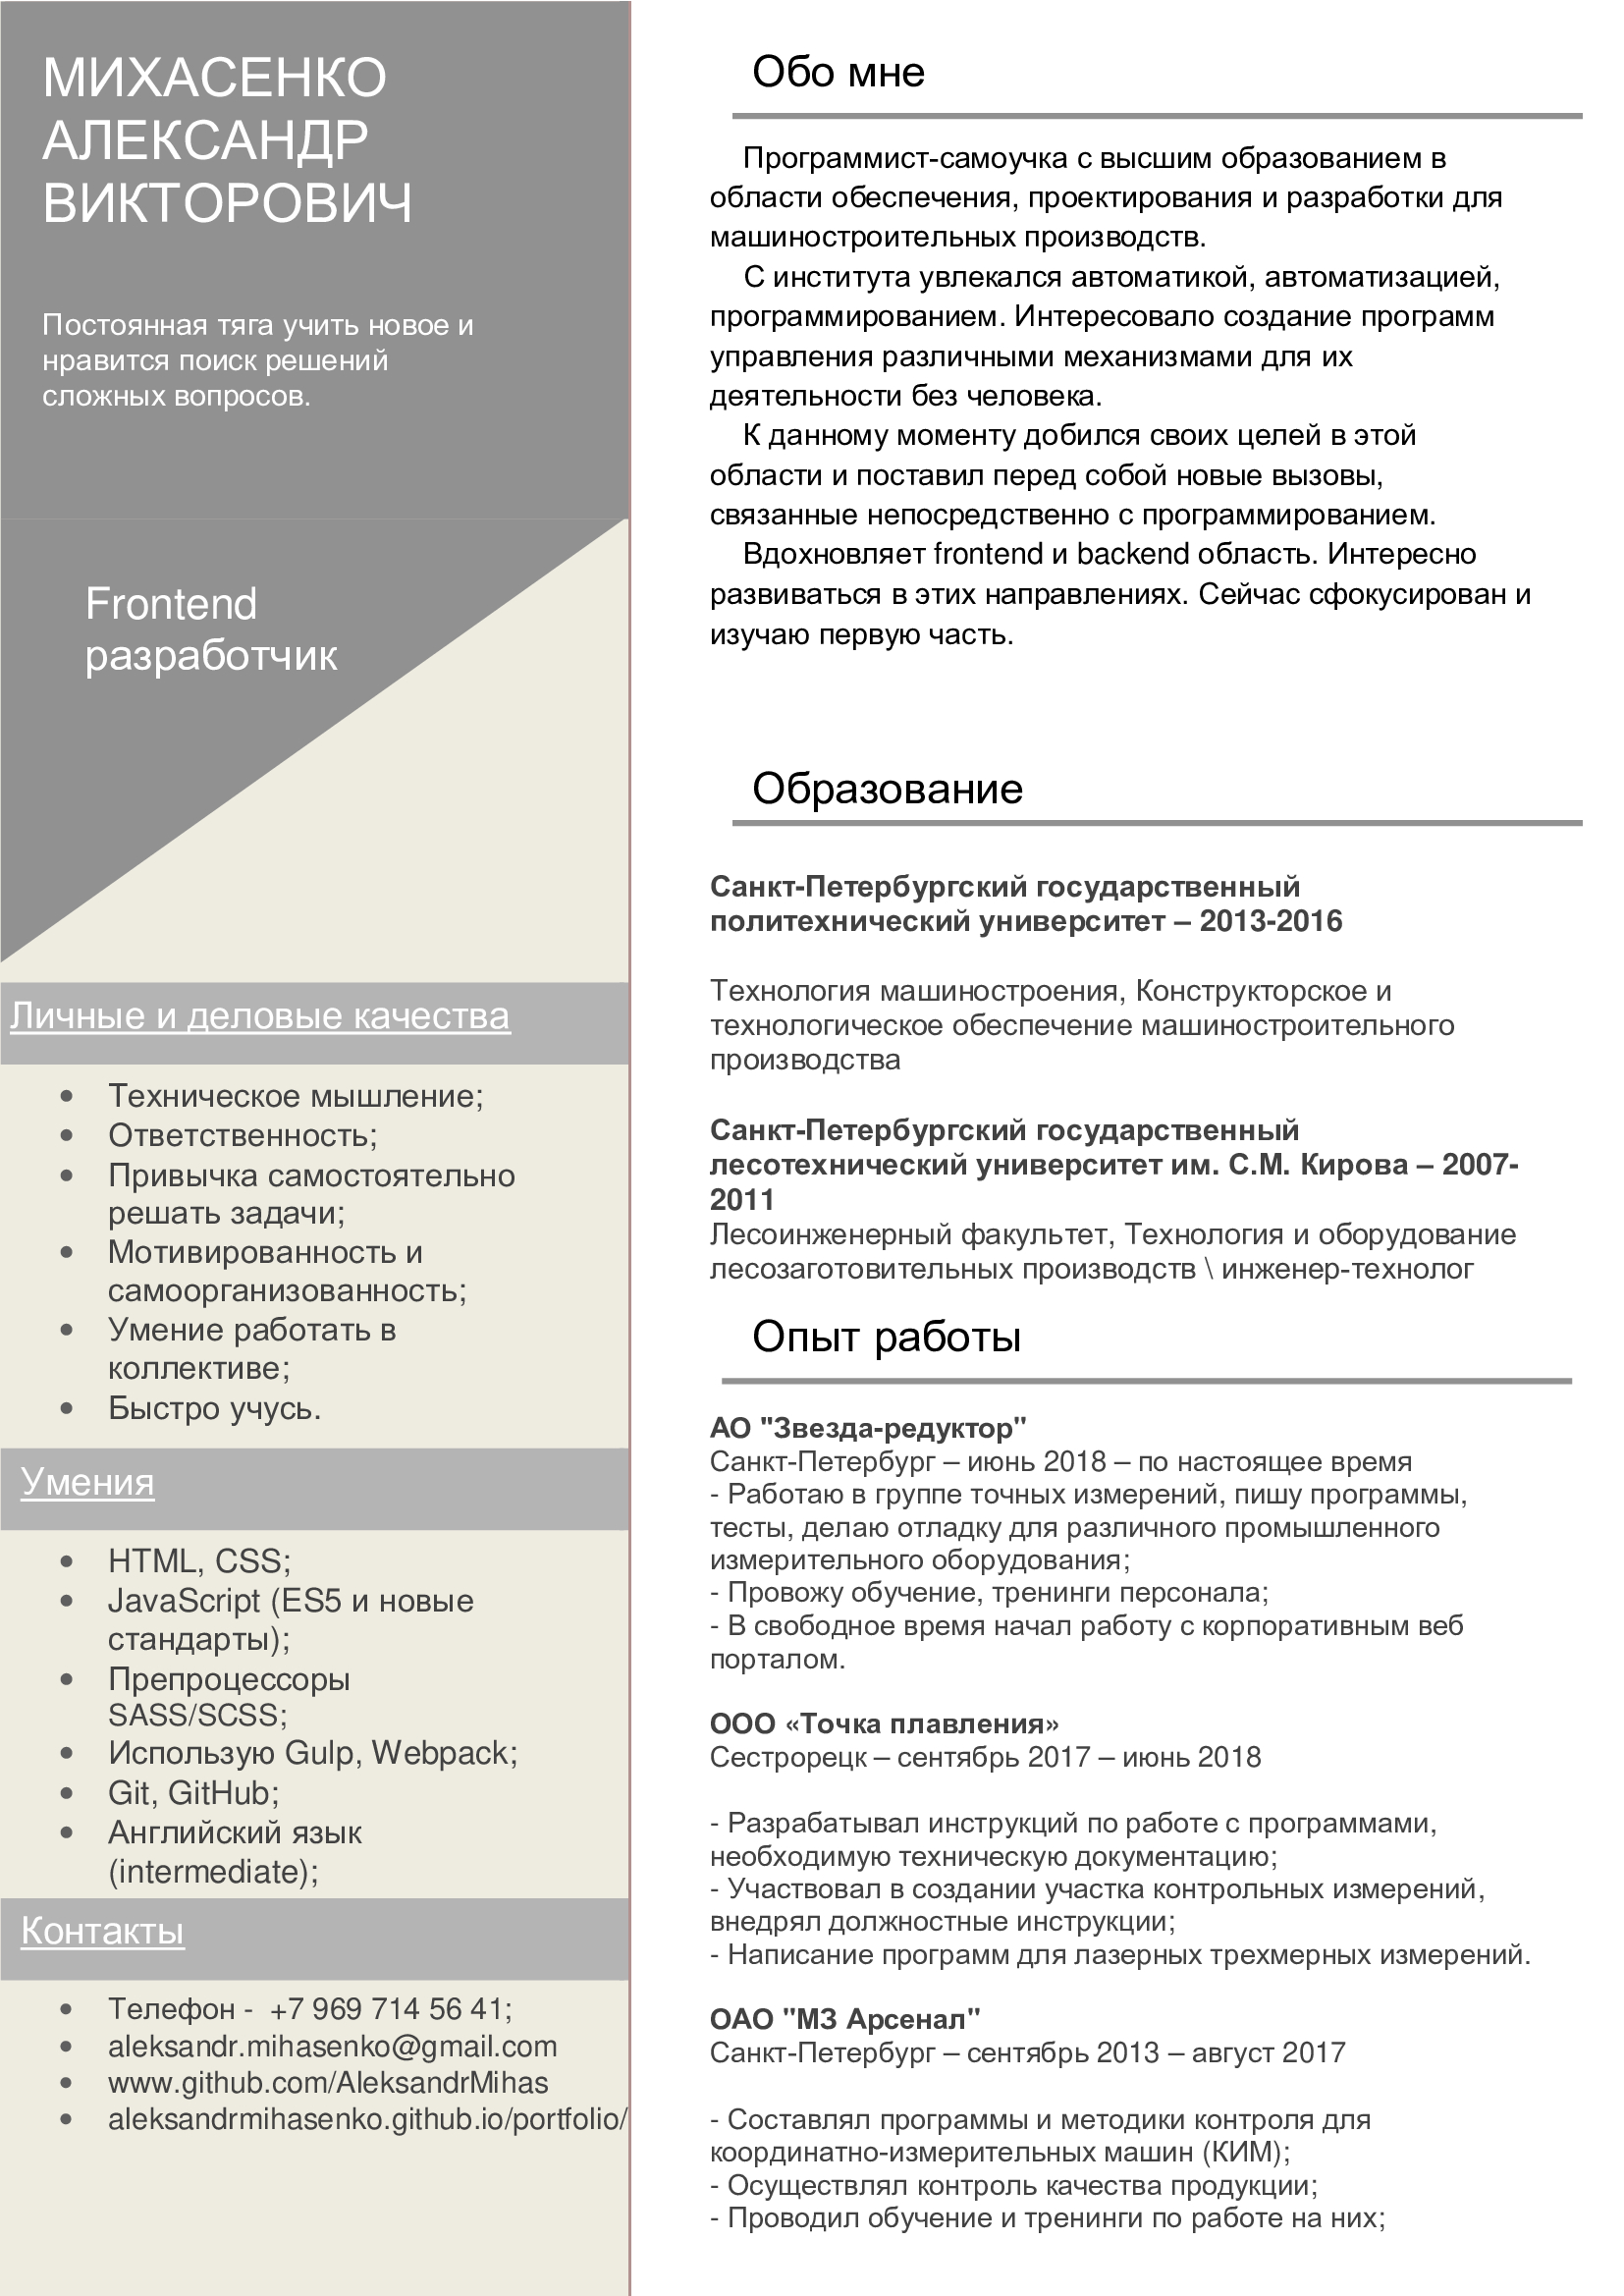 МИХАСЕНКО
АЛЕКСАНДР
ВИКТОРОВИЧ
Постоянная тяга учить новое и
нравится поиск решений
сложных вопросов.
Frontend
разработчик
Личные и деловые качества
• Техническое мышление;
• Ответственность;
• Привычка самостоятельно
решать задачи;
• Мотивированность и
самоорганизованность;
• Умение работать в
коллективе;
• Быстро учусь.
Умения
• HTML, CSS;
• JavaScript (ES5 и новые
стандарты);
• Препроцессоры
SASS/SCSS;
• Использую Gulp, Webpack;
• Git, GitHub;
• Английский язык
(intermediate);
Контакты
• Телефон -  +7 969 714 56 41;
• aleksandr.mihasenko@gmail.com
• www.github.com/AleksandrMihas
• aleksandrmihasenko.github.io/portfolio/
Обо мне
Программист-самоучка с высшим образованием в
области обеспечения, проектирования и разработки для
машиностроительных производств.
С института увлекался автоматикой, автоматизацией,
программированием. Интересовало создание программ
управления различными механизмами для их
деятельности без человека.
К данному моменту добился своих целей в этой
области и поставил перед собой новые вызовы,
связанные непосредственно с программированием.
Вдохновляет frontend и backend область. Интересно
развиваться в этих направлениях. Сейчас сфокусирован и
изучаю первую часть.
Образование
Санкт-Петербургский государственный
политехнический университет – 2013-2016
Технология машиностроения, Конструкторское и
технологическое обеспечение машиностроительного
производства
Санкт-Петербургский государственный
лесотехнический университет им. С.М. Кирова – 2007-
2011
Лесоинженерный факультет, Технология и оборудование
лесозаготовительных производств \ инженер-технолог
Опыт работы
АО "Звезда-редуктор"
Санкт-Петербург – июнь 2018 – по настоящее время
- Работаю в группе точных измерений, пишу программы,
тесты, делаю отладку для различного промышленного
измерительного оборудования;
- Провожу обучение, тренинги персонала;
- В свободное время начал работу с корпоративным веб
порталом.
ООО «Точка плавления»
Сестрорецк – сентябрь 2017 – июнь 2018
- Разрабатывал инструкций по работе с программами,
необходимую техническую документацию;
- Участвовал в создании участка контрольных измерений,
внедрял должностные инструкции;
- Написание программ для лазерных трехмерных измерений.
ОАО "МЗ Арсенал"
Санкт-Петербург – сентябрь 2013 – август 2017
- Составлял программы и методики контроля для
координатно-измерительных машин (КИМ);
- Осуществлял контроль качества продукции;
- Проводил обучение и тренинги по работе на них;